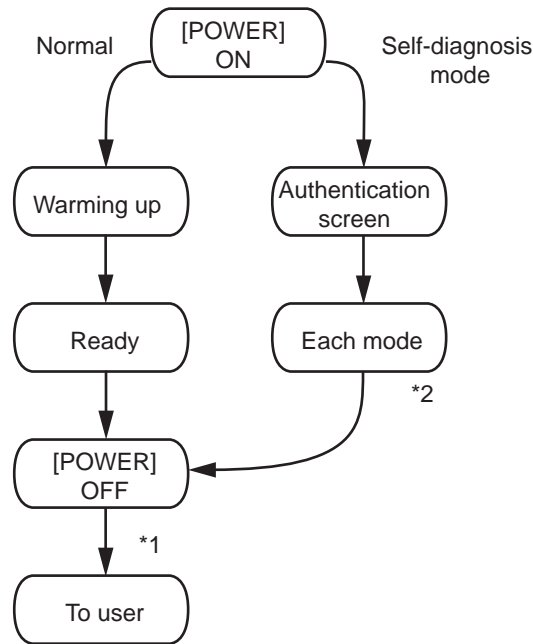 Normal
[POWER]
ON
Self-diagnosis
mode
Warming up
Authentication
screen
Ready
Each mode
*2
[POWER]
OFF
*1
To user